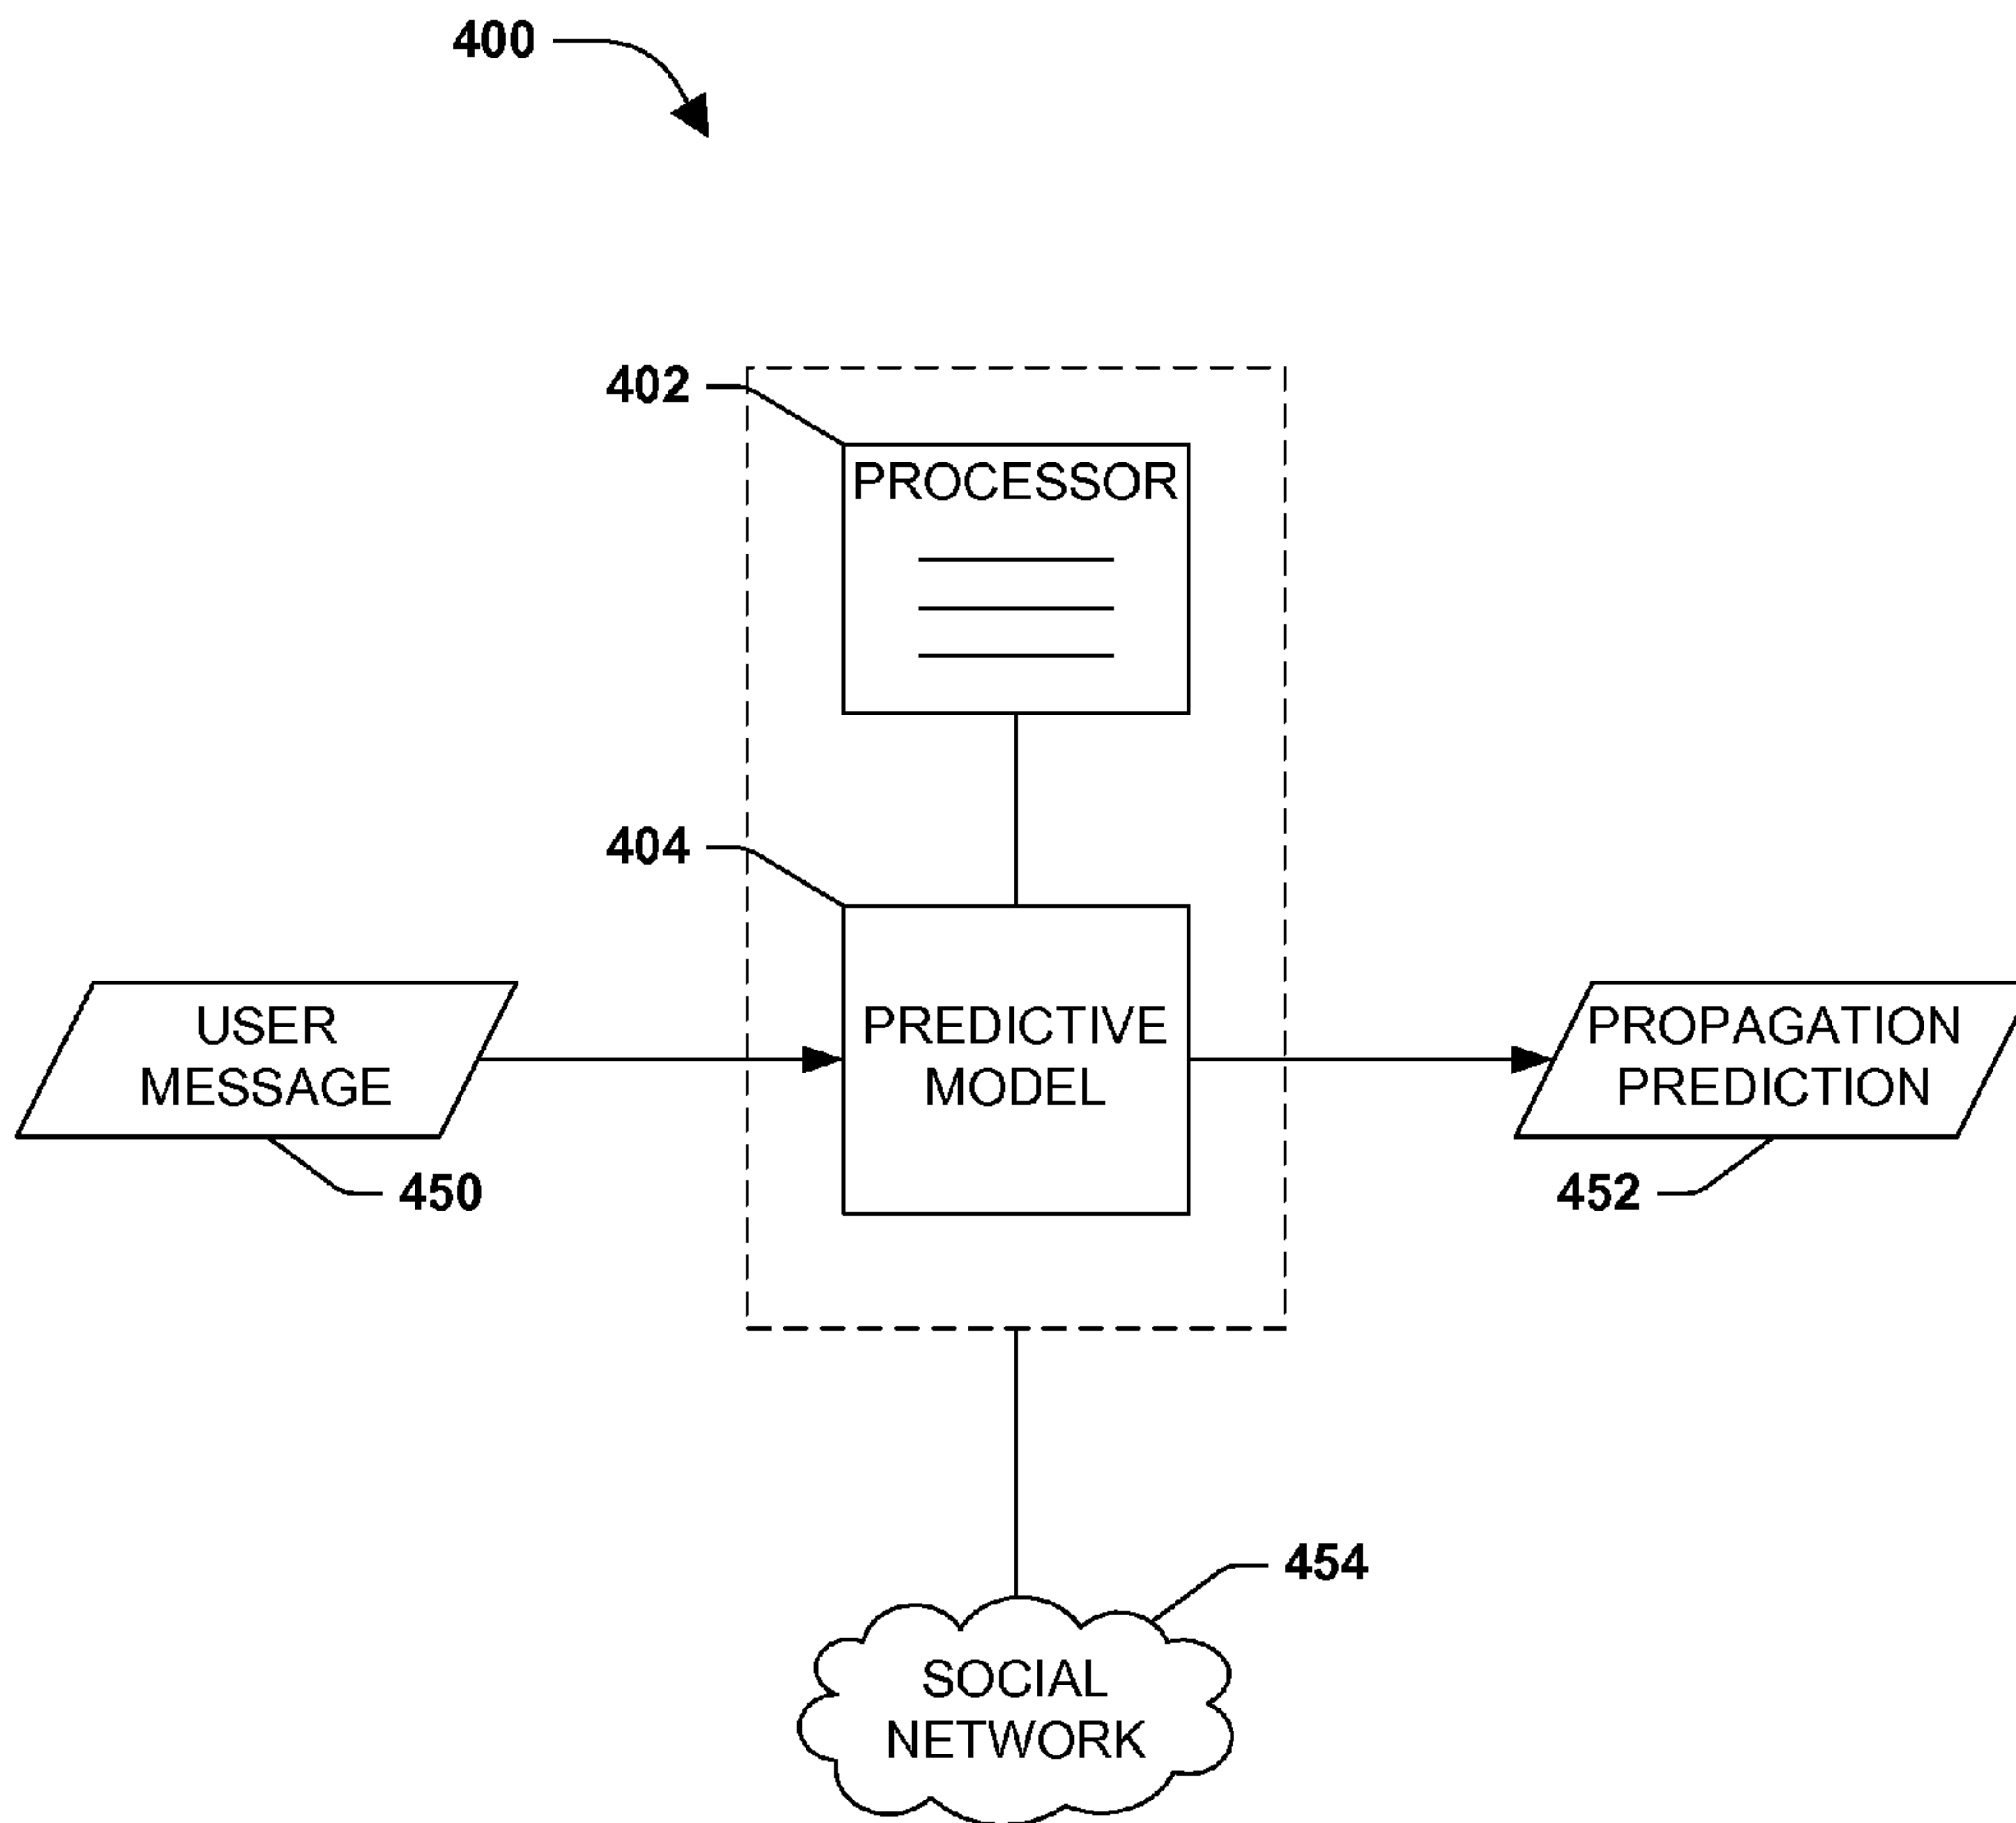 400
402
PROCESSOR
404
USER
MESSAGE
PREDICTIVE
MODEL
PROPAGATION
PREDICTION
450
452
454
SOCIAL
NETWORK